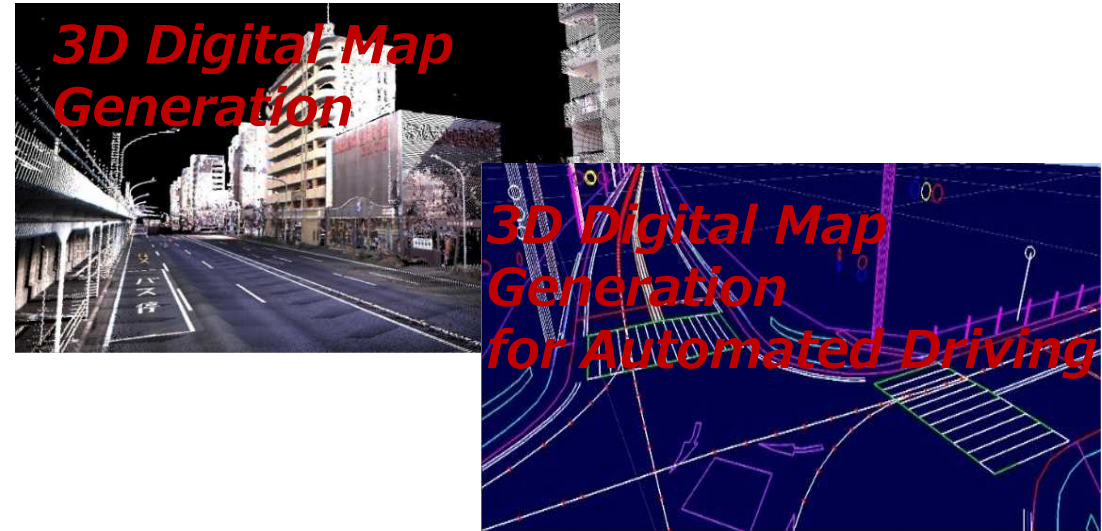 3D Digital Map
Generation
バス停
3D Digital Map
Generation
for Automated Driving